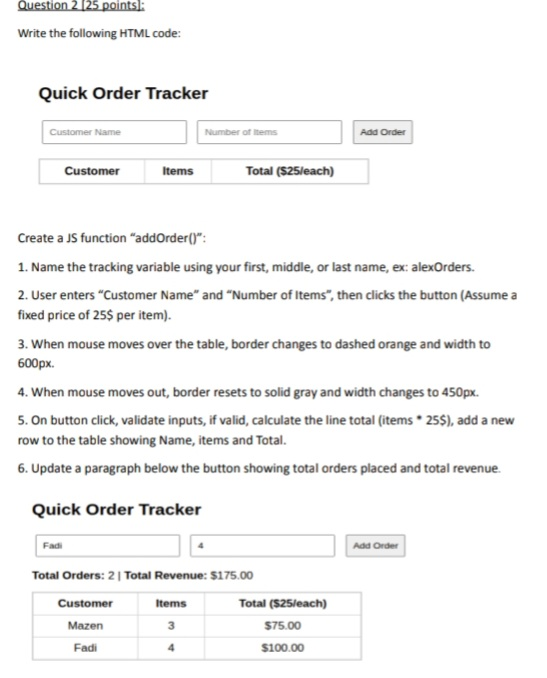 Question 2 [25 points]:
Write the following HTML code:
Quick Order Tracker
Customer Name Number of Items Add Order
Customer Items Total ($25/each)
Create a JS function "addOrder()":
1. Name the tracking variable using your first, middle, or last name, ex: alexOrders.
2. User enters "Customer Name" and "Number of Items", then clicks the button (Assume a
fixed price of 25$ per item).
3. When mouse moves over the table, border changes to dashed orange and width to
600px.
4. When mouse moves out, border resets to solid gray and width changes to 450px.
5. On button click, validate inputs, if valid, calculate the line total (items * 25$), add a new
row to the table showing Name, items and Total.
6. Update a paragraph below the button showing total orders placed and total revenue.
Quick Order Tracker
Fadi 4 Add Order
Total Orders: 2 | Total Revenue: $175.00
Customer Items Total ($25/each)
Mazen 3 $75.00
Fadi 4 $100.00